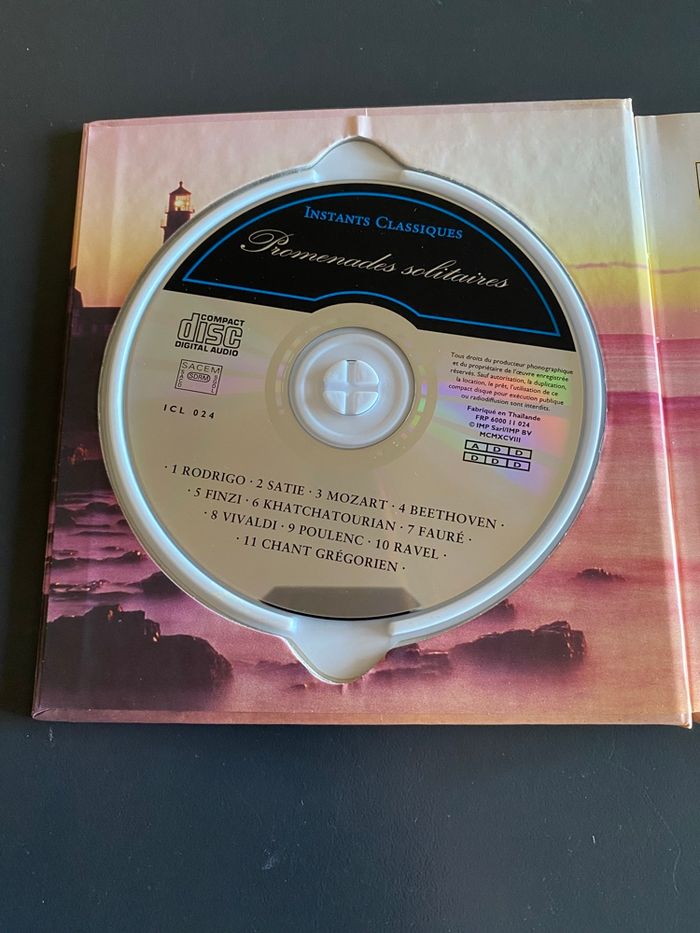 INSTANTS CLASSIQUES
Promenades solitaires
COMPACT
disc
DIGITAL AUDIO
SACEM
SDRM
ICL 024
Tous droits du producteur phonographique
et du propriétaire de l'œuvre enregistrée
réservés. Sauf autorisation, la duplication,
la location, le prêt, l'utilisation de ce
compact disque pour exécution publique
ou radiodiffusion sont interdits.
Fabriqué en Thaïlande
FRP 6000 11 024
© IMP Sarl/IMP BV
MCMXCVIII
A D D
D D D
· 1 RODRIGO · 2 SATIE · 3 MOZART · 4 BEETHOVEN ·
· 5 FINZI · 6 KHATCHATOURIAN · 7 FAURÉ ·
· 8 VIVALDI · 9 POULENC · 10 RAVEL ·
· 11 CHANT GRÉGORIEN ·